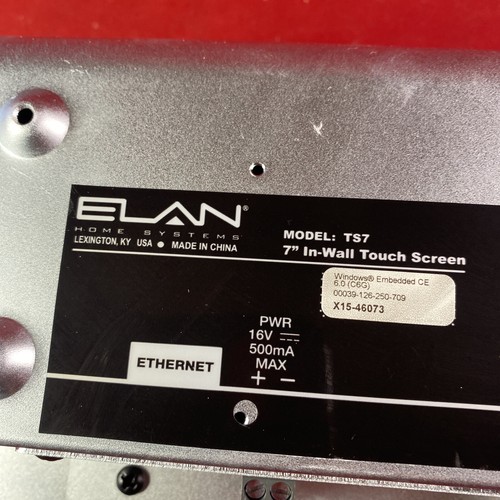 ELAN®
HOME SYSTEMS
LEXINGTON, KY USA ● MADE IN CHINA
MODEL: TS7
7” In-Wall Touch Screen
Windows® Embedded CE
6.0 (C6G)
00039-126-250-709
X15-46073
PWR
16V ⎓
500mA
MAX
+ −
ETHERNET